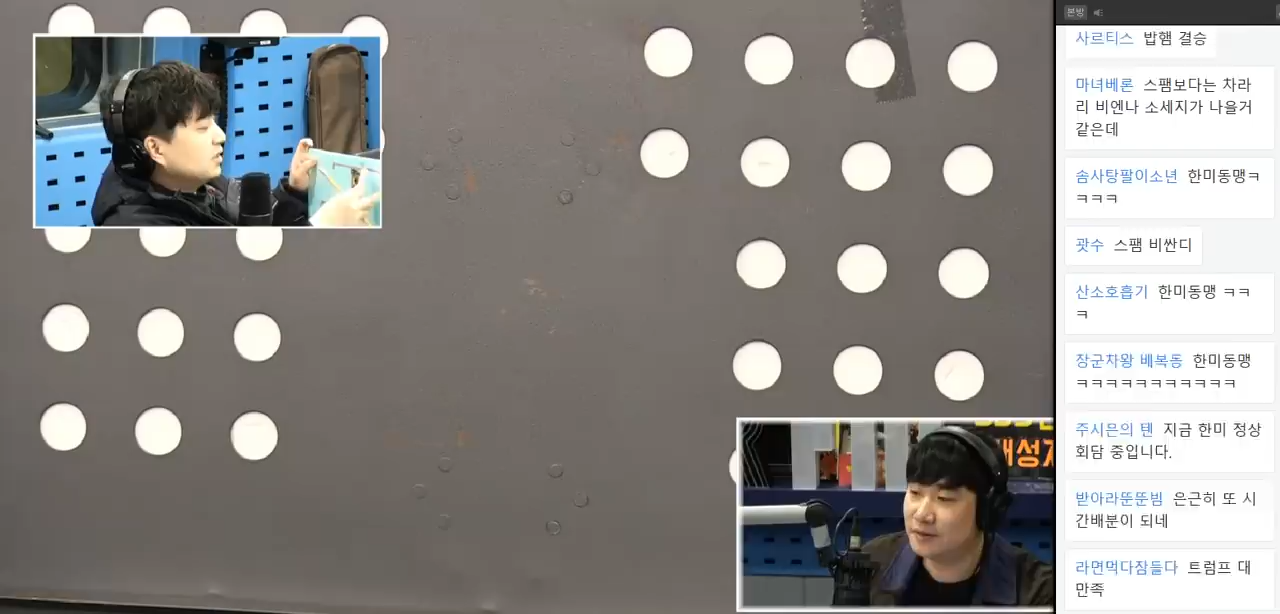 본방
사르티스 밥햄 결승
마녀베론 스팸보다는 차라
리 비엔나 소세지가 나을거
같은데
솜사탕팔이소년 한미동맹ㅋ
ㅋㅋㅋ
굣수 스팸 비싼디
산소호흡기 한미동맹 ㅋㅋ
ㅋ
장군차왕 베복동 한미동맹
ㅋㅋㅋㅋㅋㅋㅋㅋㅋㅋㅋ
주시은의 텐 지금 한미 정상
회담 중입니다.
받아라뚠뚠빔 은근히 또 시
간배분이 되네
라면먹다잠들다 트럼프 대
만족